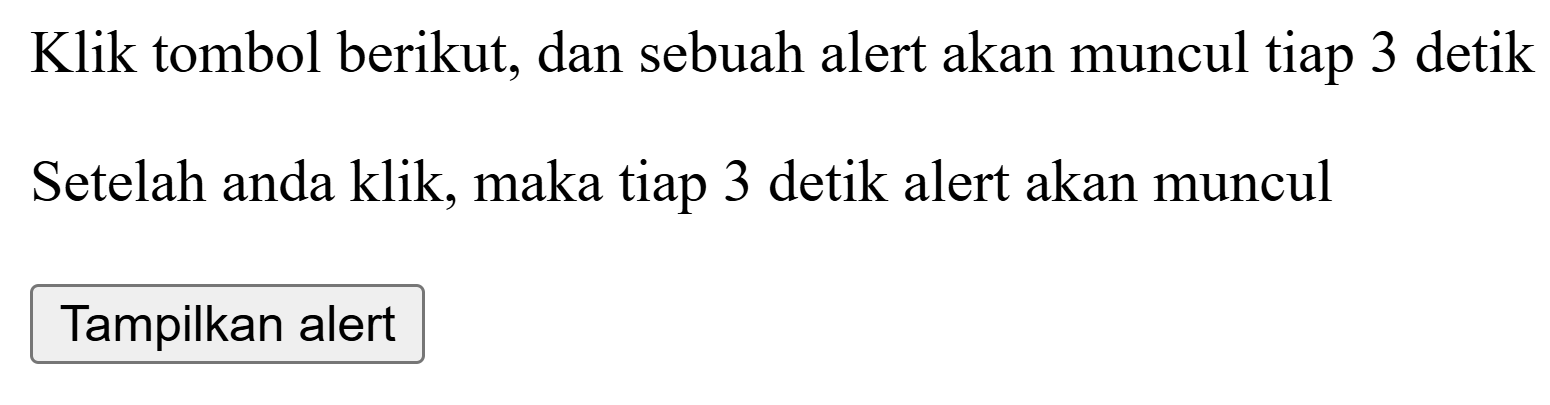 Klik tombol berikut, dan sebuah alert akan muncul tiap 3 detik
Setelah anda klik, maka tiap 3 detik alert akan muncul
Tampilkan alert